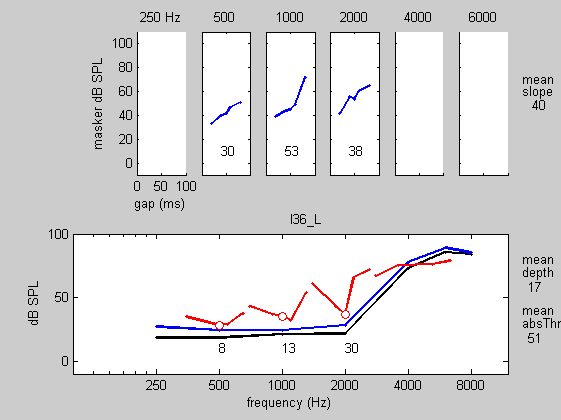 250 Hz 500 1000 2000 4000 6000
100
80
60
40
20
0
masker dB SPL
30 53 38
mean
slope
40
0 50 100
gap (ms)
I36_L
100
50
0
dB SPL
8 13 30
mean
depth
17
mean
absThr
51
250 500 1000 2000 4000 8000
frequency (Hz)